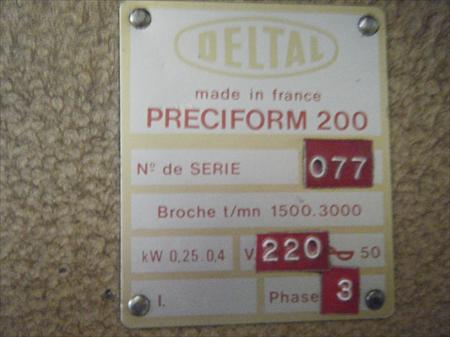 DELTAL
made in france
PRECIFORM 200
Nº de SERIE 077
Broche t/mn 1500.3000
kW 0,25.0,4 V. 220 50
I. Phase 3